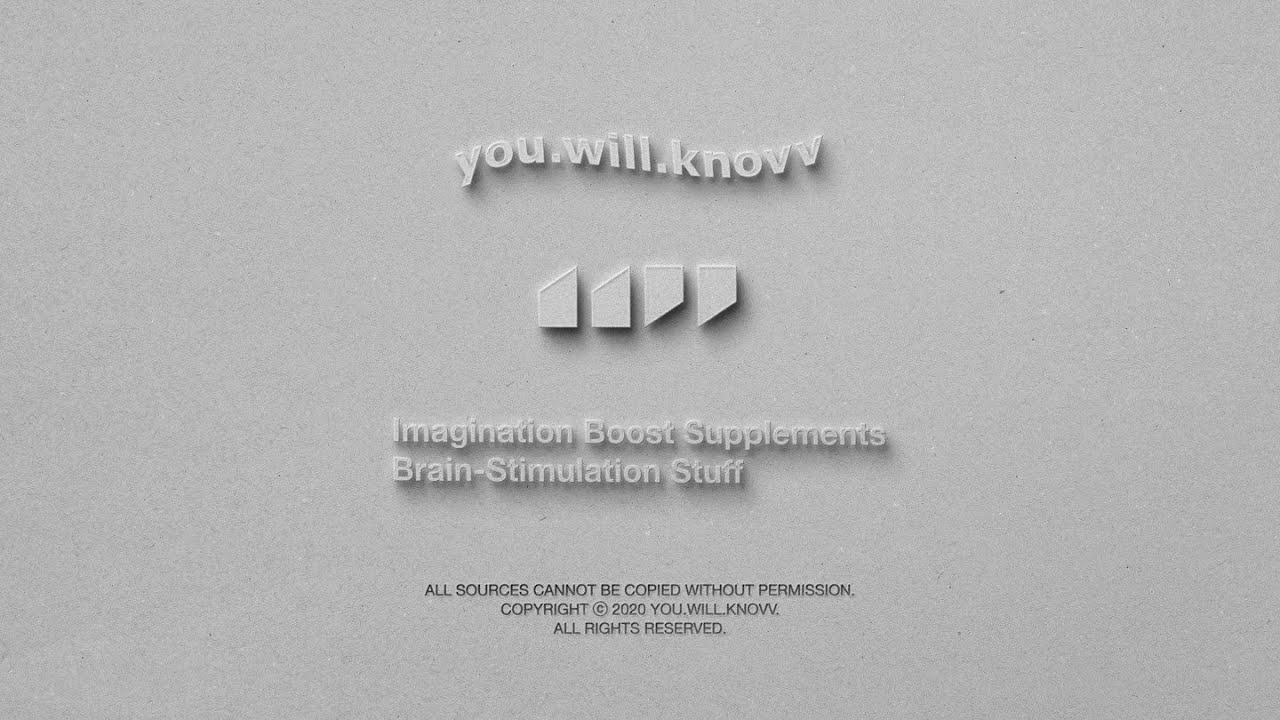 you.will.knovv
Imagination Boost Supplements
Brain-Stimulation Stuff
ALL SOURCES CANNOT BE COPIED WITHOUT PERMISSION.
COPYRIGHT ⓒ 2020 YOU.WILL.KNOVV.
ALL RIGHTS RESERVED.